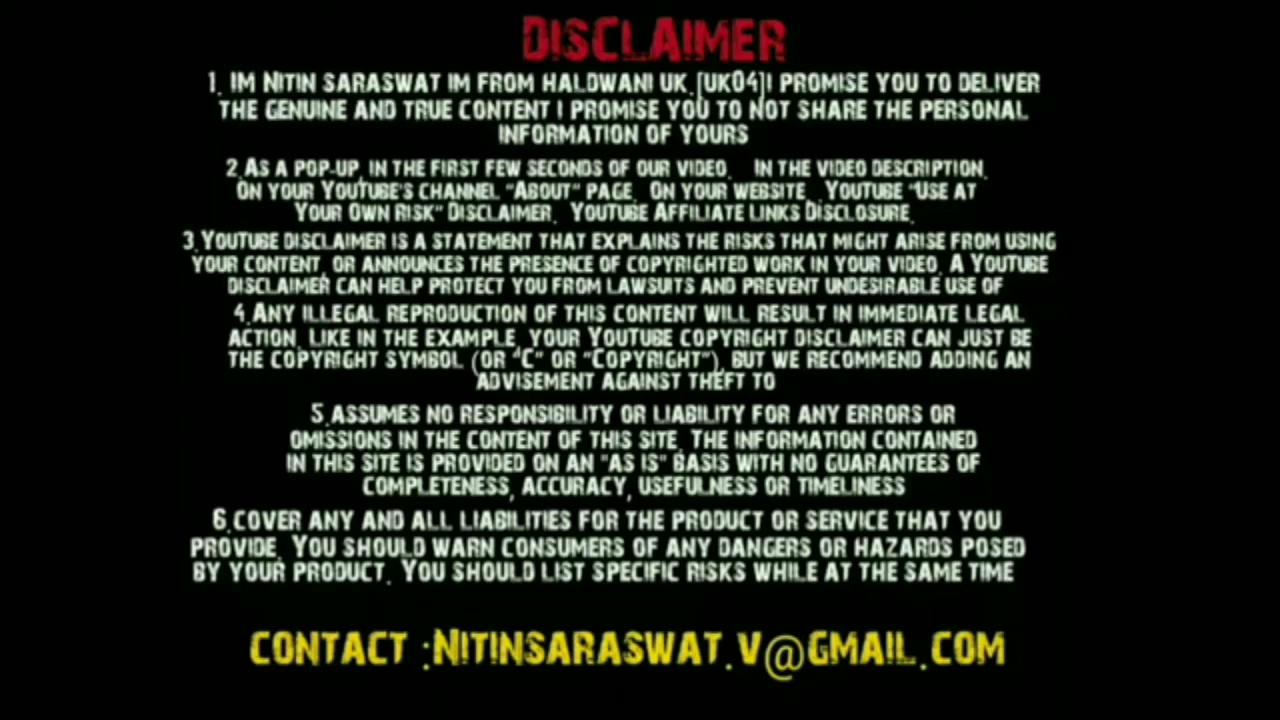 DISCLAIMER
1. IM NITIN SARASWAT IM FROM HALDWANI UK.[UK04]I PROMISE YOU TO DELIVER
THE GENUINE AND TRUE CONTENT I PROMISE YOU TO NOT SHARE THE PERSONAL
INFORMATION OF YOURS
2.AS A POP-UP, IN THE FIRST FEW SECONDS OF OUR VIDEO. IN THE VIDEO DESCRIPTION.
ON YOUR YOUTUBE'S CHANNEL "ABOUT" PAGE. ON YOUR WEBSITE. YOUTUBE "USE AT
YOUR OWN RISK" DISCLAIMER. YOUTUBE AFFILIATE LINKS DISCLOSURE.
3.YOUTUBE DISCLAIMER IS A STATEMENT THAT EXPLAINS THE RISKS THAT MIGHT ARISE FROM USING
YOUR CONTENT, OR ANNOUNCES THE PRESENCE OF COPYRIGHTED WORK IN YOUR VIDEO. A YOUTUBE
DISCLAIMER CAN HELP PROTECT YOU FROM LAWSUITS AND PREVENT UNDESIRABLE USE OF
4.ANY ILLEGAL REPRODUCTION OF THIS CONTENT WILL RESULT IN IMMEDIATE LEGAL
ACTION. LIKE IN THE EXAMPLE, YOUR YOUTUBE COPYRIGHT DISCLAIMER CAN JUST BE
THE COPYRIGHT SYMBOL (OR "C" OR "COPYRIGHT"), BUT WE RECOMMEND ADDING AN
ADVISEMENT AGAINST THEFT TO
5.ASSUMES NO RESPONSIBILITY OR LIABILITY FOR ANY ERRORS OR
OMISSIONS IN THE CONTENT OF THIS SITE. THE INFORMATION CONTAINED
IN THIS SITE IS PROVIDED ON AN "AS IS" BASIS WITH NO GUARANTEES OF
COMPLETENESS, ACCURACY, USEFULNESS OR TIMELINESS
6.COVER ANY AND ALL LIABILITIES FOR THE PRODUCT OR SERVICE THAT YOU
PROVIDE. YOU SHOULD WARN CONSUMERS OF ANY DANGERS OR HAZARDS POSED
BY YOUR PRODUCT. YOU SHOULD LIST SPECIFIC RISKS WHILE AT THE SAME TIME
CONTACT :NITINSARASWAT.V@GMAIL.COM